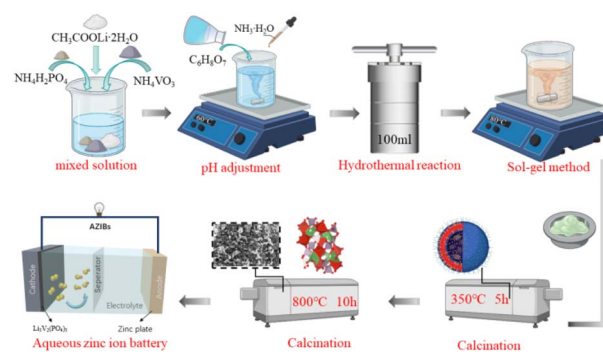 CH₃COOLi·2H₂O
NH₄H₂PO₄
NH₄VO₃
mixed solution
NH₃·H₂O
C₆H₈O₇
60℃
pH adjustment
100ml
Hydrothermal reaction
80℃
Sol-gel method
AZIBs
Cathode
Seperator
Electrolyte
Anode
Li₃V₂(PO₄)₃
Zinc plate
Aqueous zinc ion battery
800℃ 10h
Calcination
350℃ 5h
Calcination